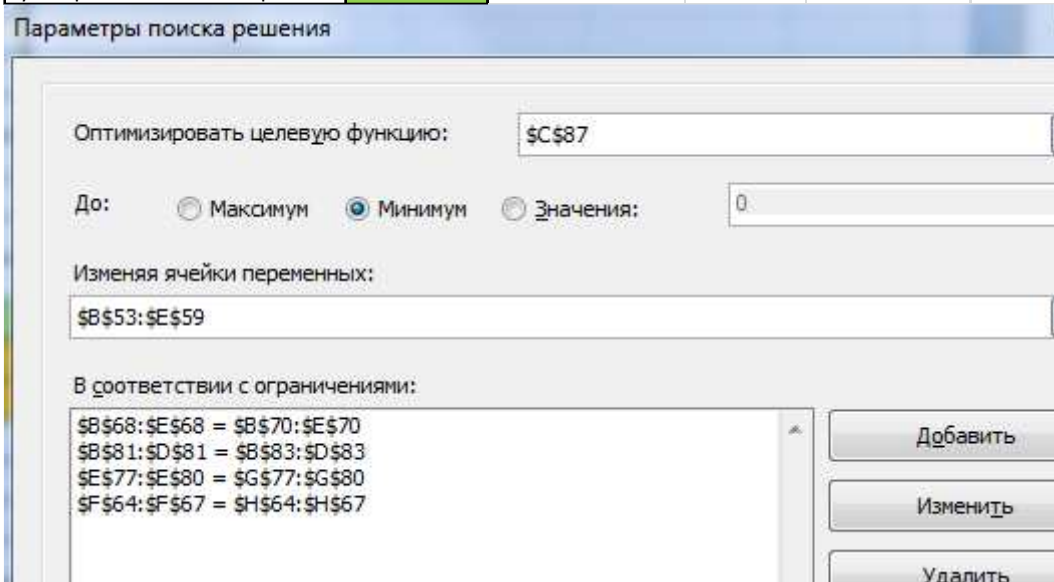 Параметры поиска решения
Оптимизировать целевую функцию:
$C$87
До:
Максимум
Минимум
Значения:
0
Изменяя ячейки переменных:
$B$53:$E$59
В соответствии с ограничениями:
$B$68:$E$68 = $B$70:$E$70
$B$81:$D$81 = $B$83:$D$83
$E$77:$E$80 = $G$77:$G$80
$F$64:$F$67 = $H$64:$H$67
Добавить
Изменить
Удалить